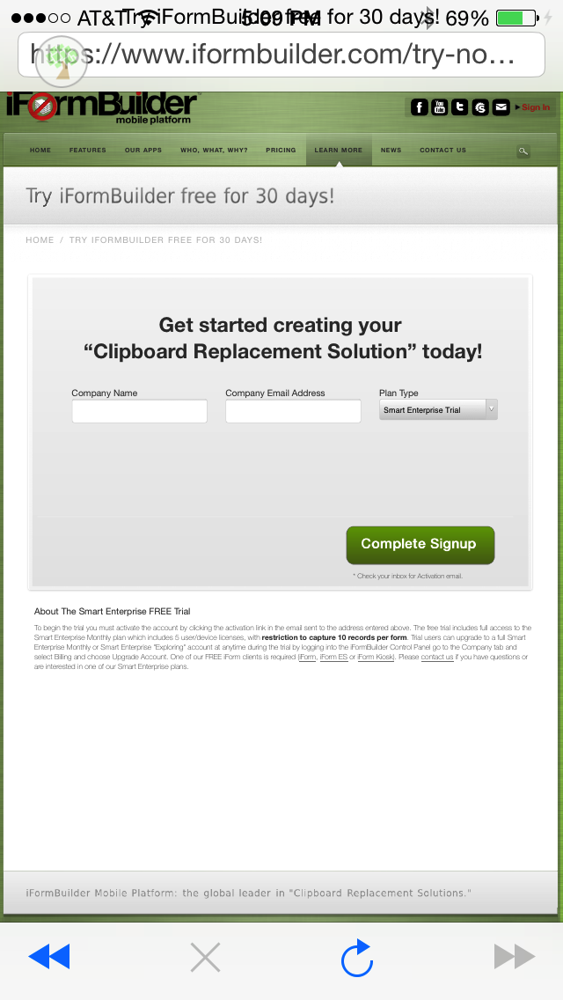 AT&T 5:09 PM 69%
Try iFormBuilder free for 30 days!
https://www.iformbuilder.com/try-no...
iFormBuilder
mobile platform
Sign In
HOME FEATURES OUR APPS WHO, WHAT, WHY? PRICING LEARN MORE NEWS CONTACT US
Try iFormBuilder free for 30 days!
HOME / TRY IFORMBUILDER FREE FOR 30 DAYS!
Get started creating your
“Clipboard Replacement Solution” today!
Company Name Company Email Address Plan Type
Smart Enterprise Trial
Complete Signup
* Check your inbox for Activation email.
About The Smart Enterprise FREE Trial
To begin the trial you must activate the account by clicking the activation link in the email sent to the address entered above. The free trial includes full access to the
Smart Enterprise Monthly plan which includes 5 user/device licenses, with restriction to capture 10 records per form. Trial users can upgrade to a full Smart
Enterprise Monthly or Smart Enterprise "Exploring" account at anytime during the trial by logging into the iFormBuilder Control Panel go to the Company tab and
select Billing and choose Upgrade Account. One of our FREE iForm clients is required (iForm, iForm ES or iForm Kiosk). Please contact us if you have questions or
are interested in one of our Smart Enterprise plans.
iFormBuilder Mobile Platform: the global leader in "Clipboard Replacement Solutions."